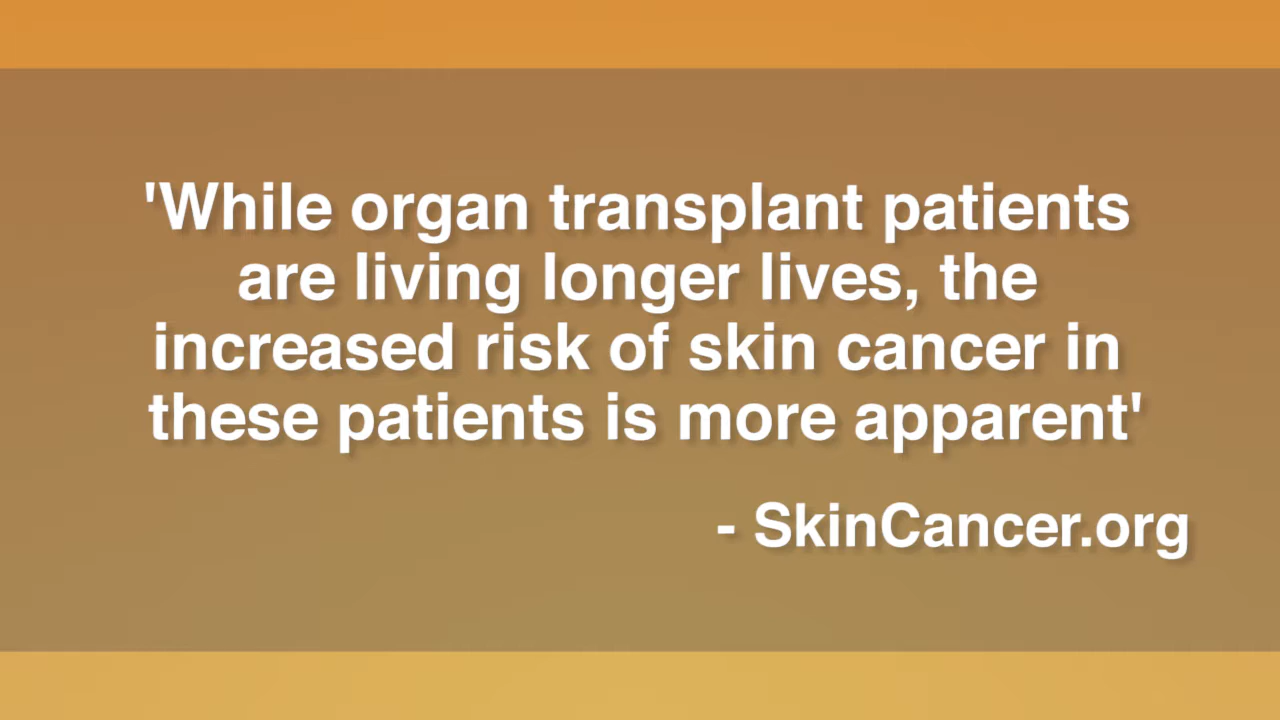 'While organ transplant patients
are living longer lives, the
increased risk of skin cancer in
these patients is more apparent'
- SkinCancer.org